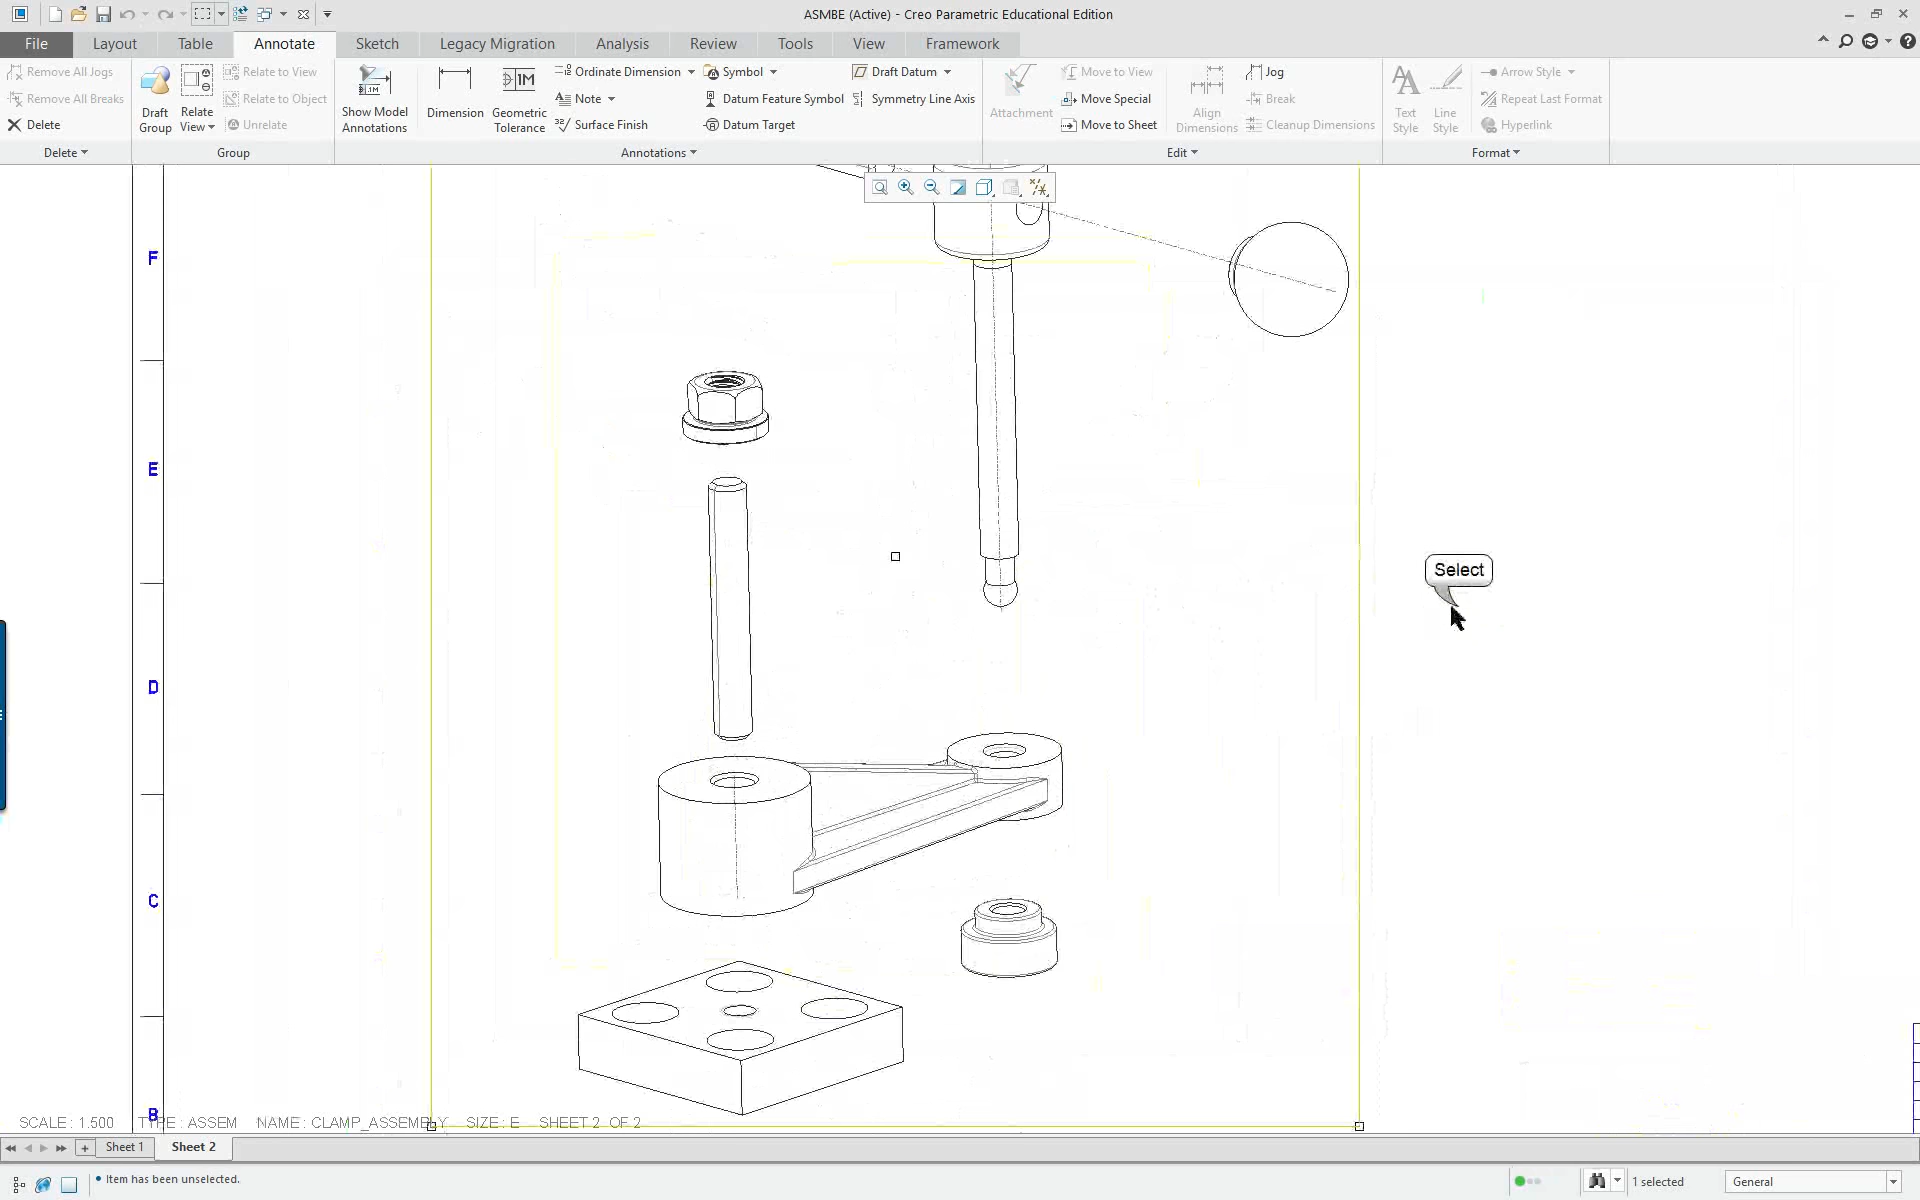 ASMBE (Active) - Creo Parametric Educational Edition
File Layout Table Annotate Sketch Legacy Migration Analysis Review Tools View Framework
Remove All Jogs
Remove All Breaks
Delete
Delete
Draft Group
Relate View
Relate to View
Relate to Object
Unrelate
Group
Show Model Annotations
Dimension
Geometric Tolerance
Ordinate Dimension
Note
Surface Finish
Symbol
Datum Feature Symbol
Datum Target
Draft Datum
Symmetry Line Axis
Annotations
Attachment
Move to View
Move Special
Move to Sheet
Align Dimensions
Jog
Break
Cleanup Dimensions
Edit
Text Style
Line Style
Arrow Style
Repeat Last Format
Hyperlink
Format
F
E
Select
D
C
B
SCALE : 1.500 TYPE : ASSEM NAME : CLAMP_ASSEMBLY SIZE : E SHEET 2 OF 2
Sheet 1 Sheet 2
• Item has been unselected.
1 selected
General